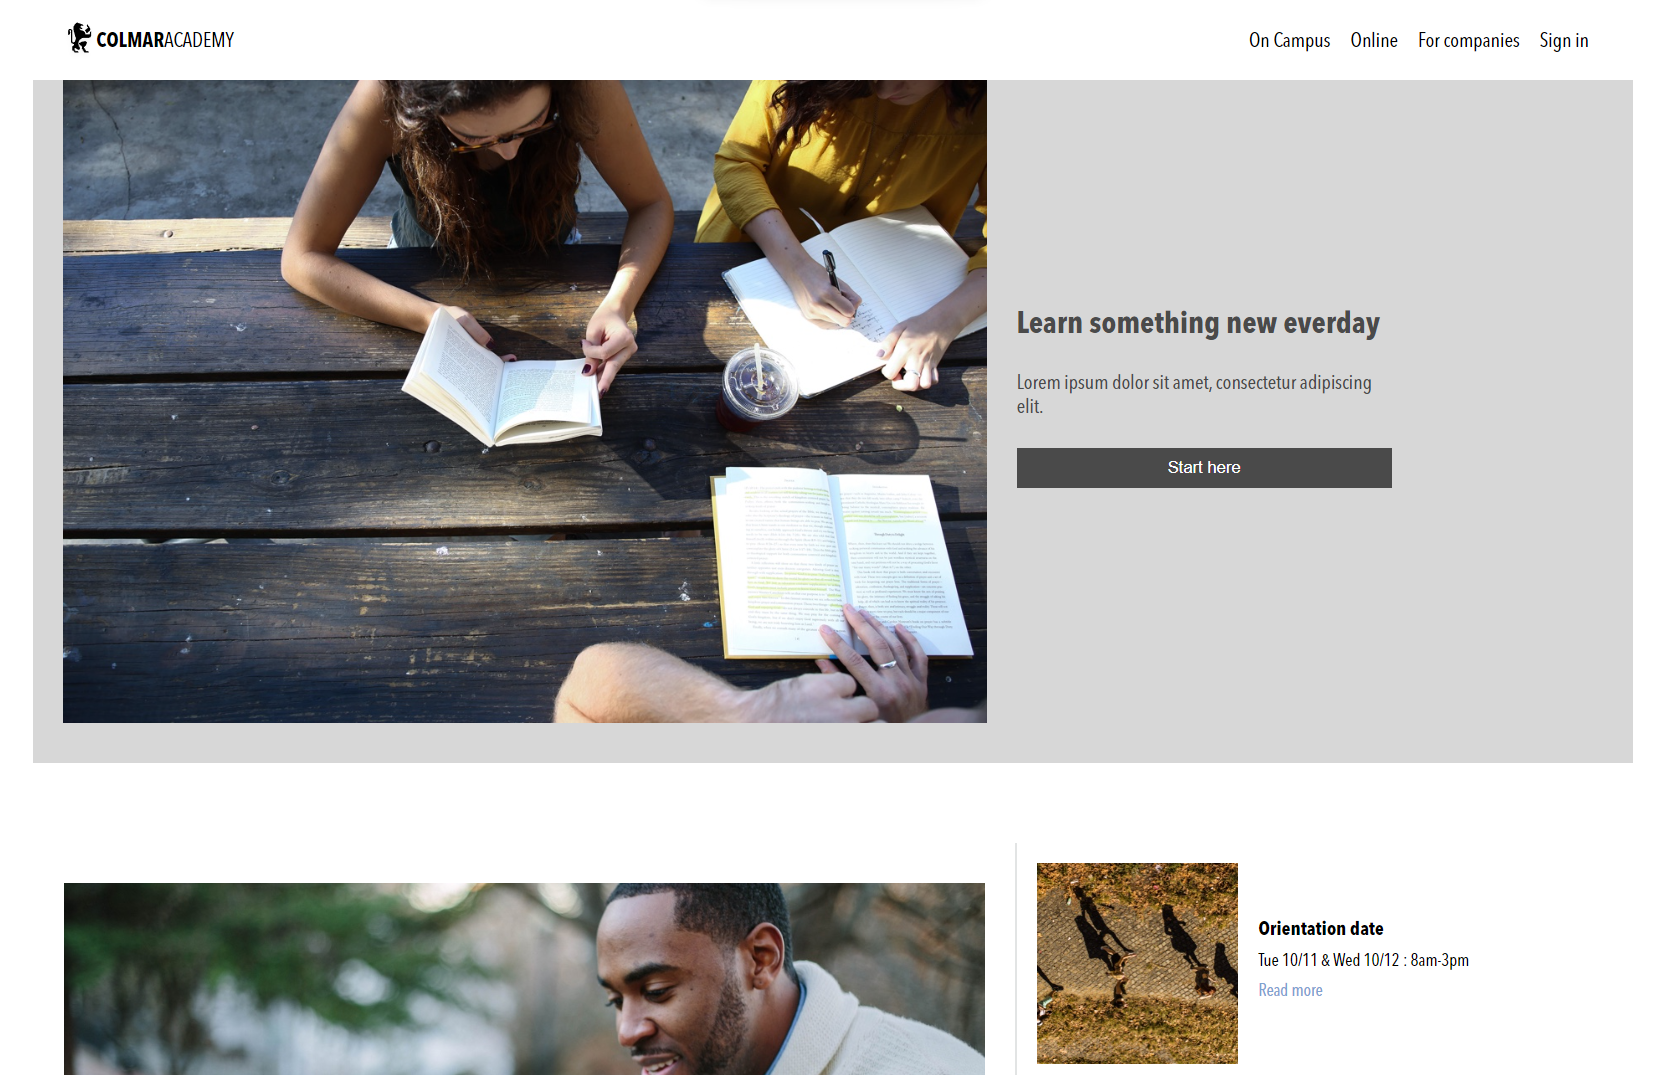 COLMARACADEMY
On Campus Online For companies Sign in
Learn something new everday
Lorem ipsum dolor sit amet, consectetur adipiscing
elit.
Start here
Orientation date
Tue 10/11 & Wed 10/12 : 8am-3pm
Read more